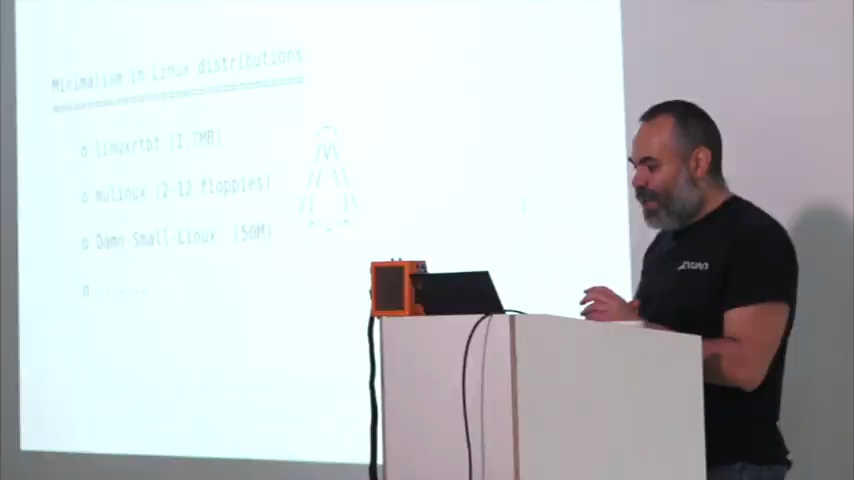 Minimalism in Linux distributions
o linuxrtbt (1.7MB)
o mulinux (2-12 floppies)
o Damn Small Linux (50M)
o .......